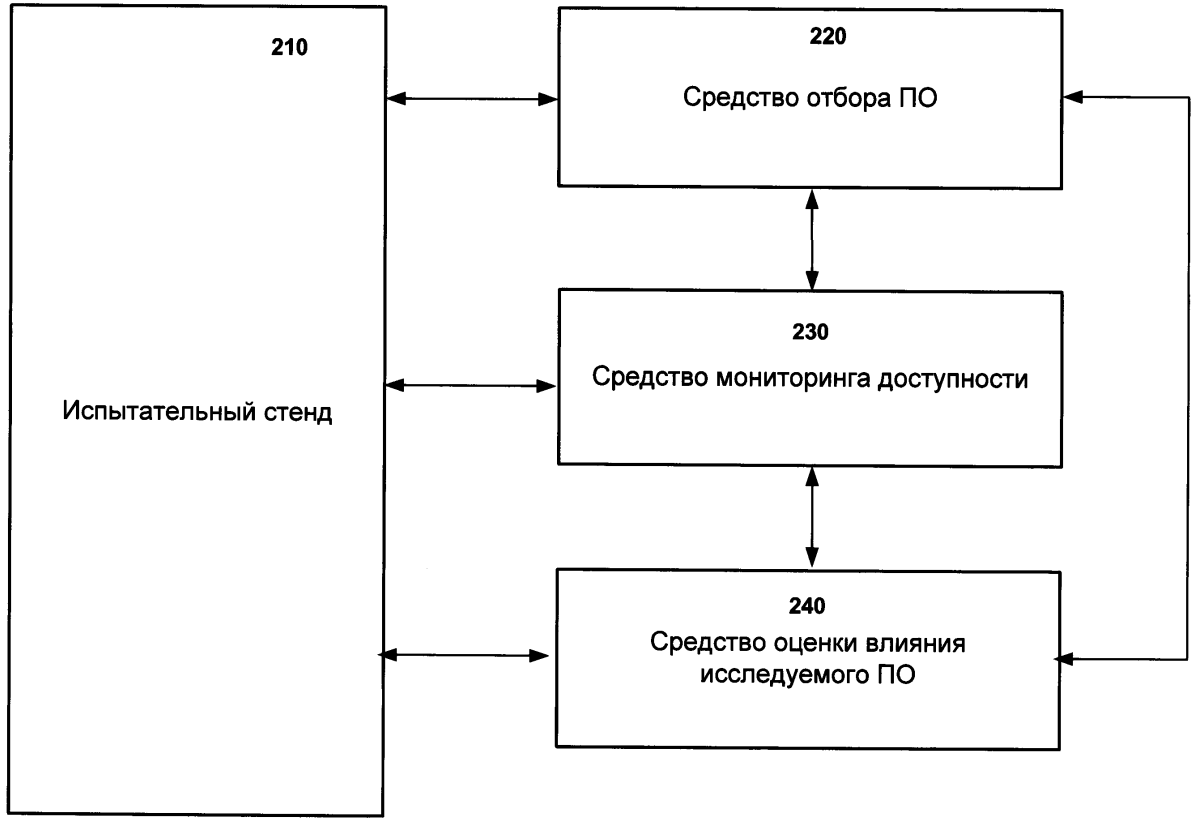 210
Испытательный стенд
220
Средство отбора ПО
230
Средство мониторинга доступности
240
Средство оценки влияния
исследуемого ПО